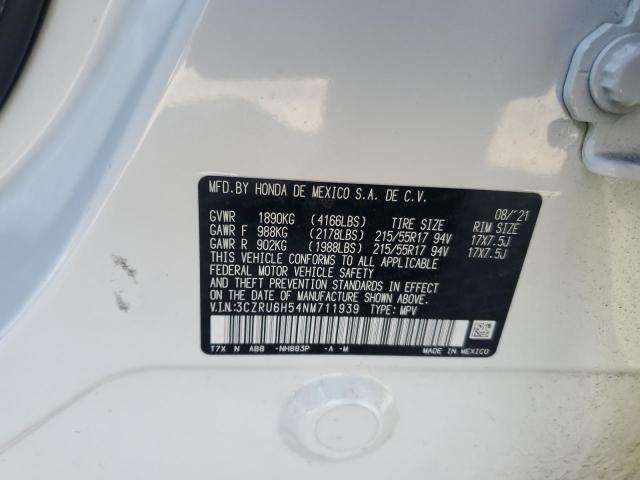 MFD.BY HONDA DE MEXICO S.A. DE C.V. 08/'21
GVWR 1890KG (4166LBS) TIRE SIZE RIM SIZE
GAWR F 988KG (2178LBS) 215/55R17 94V 17X7.5J
GAWR R 902KG (1988LBS) 215/55R17 94V 17X7.5J
THIS VEHICLE CONFORMS TO ALL APPLICABLE
FEDERAL MOTOR VEHICLE SAFETY
AND THEFT PREVENTION STANDARDS IN EFFECT
ON THE DATE OF MANUFACTURE SHOWN ABOVE.
V.I.N:3CZRU6H54NM711939 TYPE: MPV
T7X N AB8 -NH883P -A -M MADE IN MEXICO